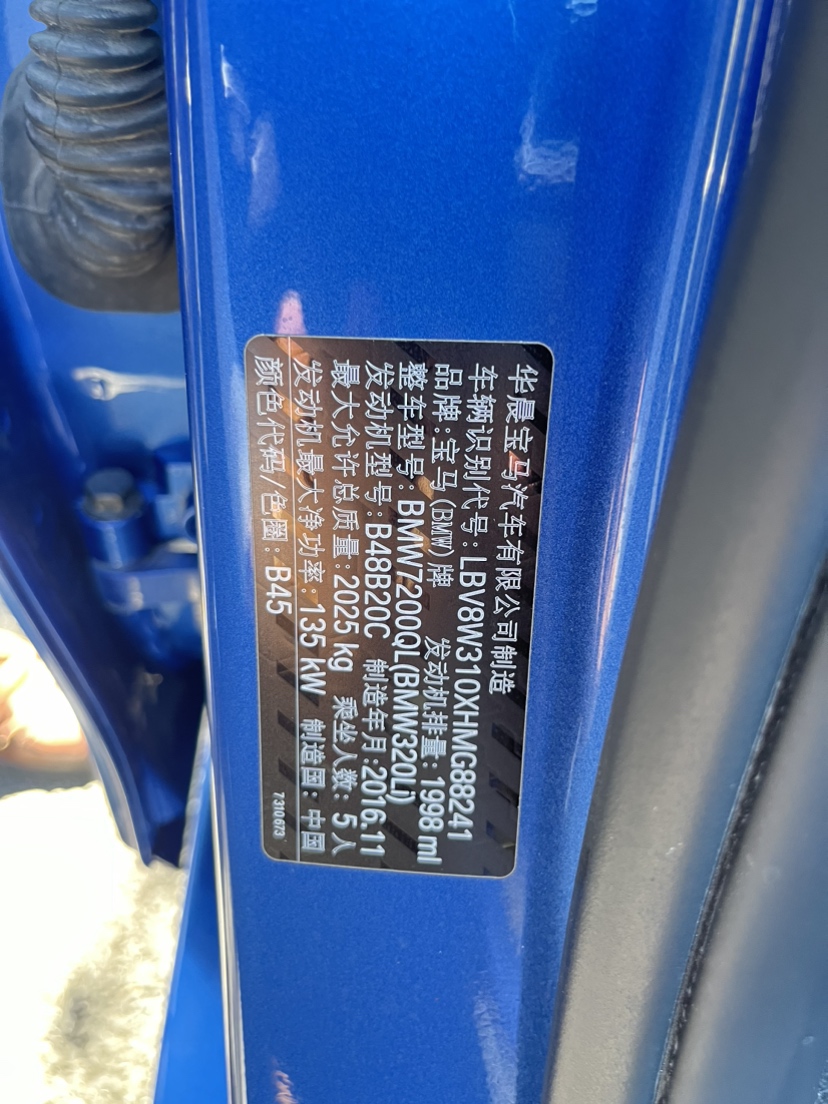 华晨宝马汽车有限公司制造
车辆识别代号:LBV8W310XHMG88241
品牌:宝马(BMW)牌 发动机排量:1998 ml
整车型号:BMW7200QL(BMW320Li)
发动机型号:B48B20C 制造年月:2016.11
最大允许总质量:2025 kg 乘坐人数:5人
发动机最大净功率:135 kW 制造国:中国
颜色代码/色圈:B45
7 310 673